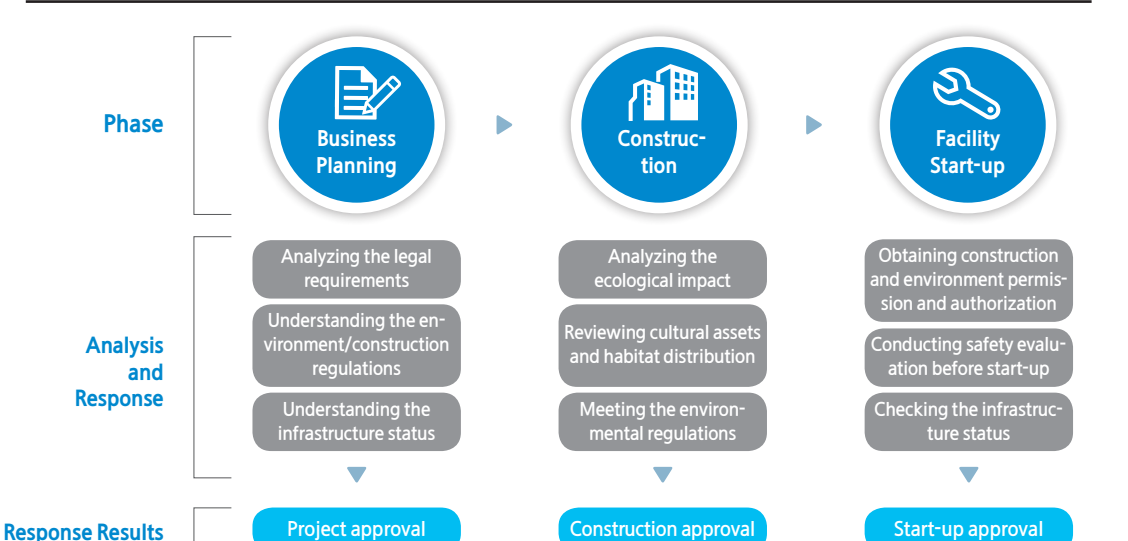 Phase
Business
Planning
Construc-
tion
Facility
Start-up
Analysis
and
Response
Analyzing the legal
requirements
Understanding the en-
vironment/construction
regulations
Understanding the
infrastructure status
Analyzing the
ecological impact
Reviewing cultural assets
and habitat distribution
Meeting the environ-
mental regulations
Obtaining construction
and environment permis-
sion and authorization
Conducting safety evalu-
ation before start-up
Checking the infrastruc-
ture status
Response Results
Project approval
Construction approval
Start-up approval